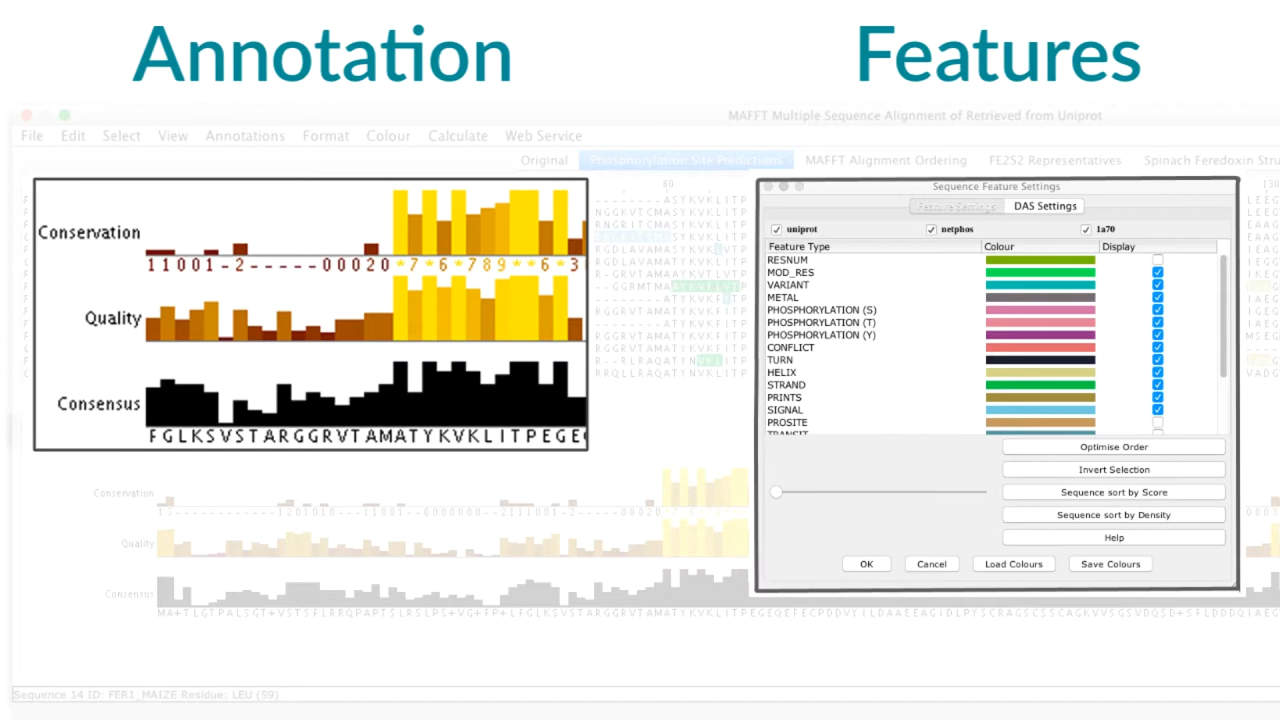 Annotation
Features
MAFFT Multiple Sequence Alignment of Retrieved from Uniprot
File Edit Select View Annotations Format Colour Calculate Web Service
Original Phosphorylation Site Predictions MAFFT Alignment Ordering FE2S2 Representatives
60
Conservation
11001-2-----00020*7*6*789**6*3
Quality
Consensus
FGLKSVSTARGGRVTAMATYKVKLITPEGE
Sequence Feature Settings
Feature Settings DAS Settings
uniprot netphos 1a70
Feature Type Colour Display
RESNUM
MOD_RES
VARIANT
METAL
PHOSPHORYLATION (S)
PHOSPHORYLATION (T)
PHOSPHORYLATION (Y)
CONFLICT
TURN
HELIX
STRAND
PRINTS
SIGNAL
PROSITE
TRANSIT
Optimise Order
Invert Selection
Sequence sort by Score
Sequence sort by Density
Help
OK Cancel Load Colours Save Colours
Conservation
Quality
Consensus
Sequence 14 ID: FER1_MAIZE Residue: LEU (59)